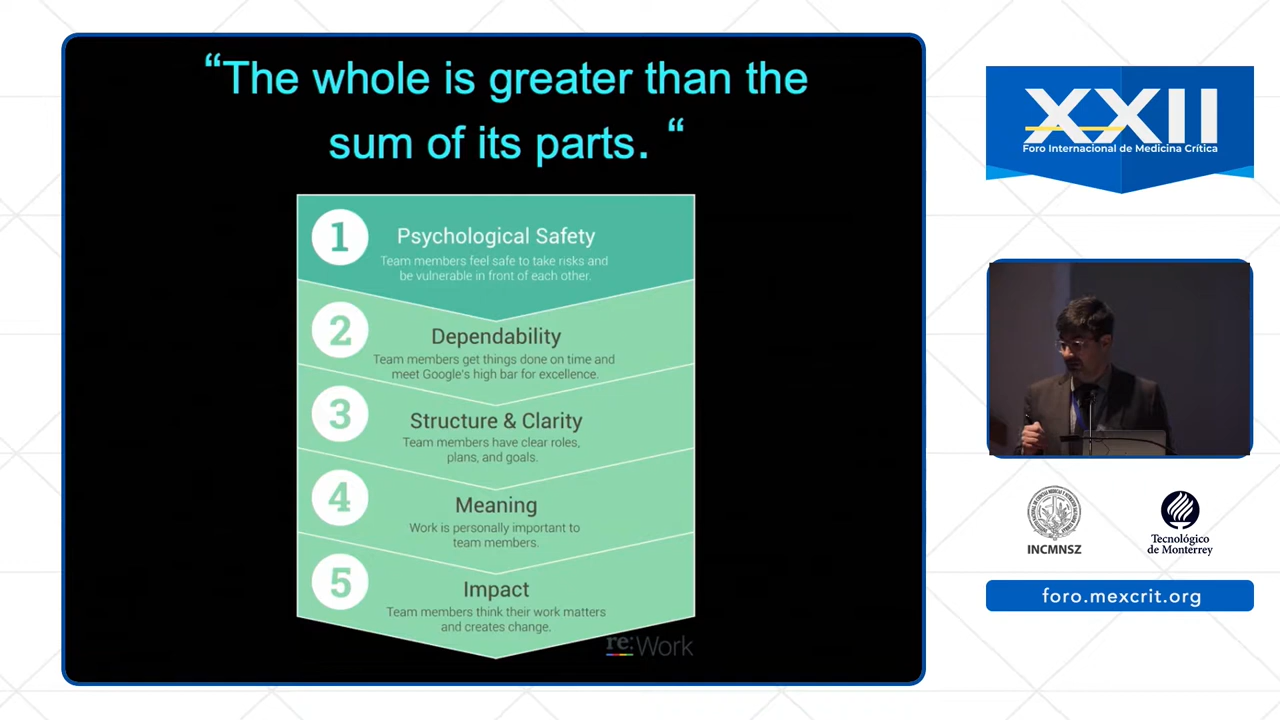 “The whole is greater than the
sum of its parts. “
1
Psychological Safety
Team members feel safe to take risks and
be vulnerable in front of each other.
2
Dependability
Team members get things done on time and
meet Google's high bar for excellence.
3
Structure & Clarity
Team members have clear roles,
plans, and goals.
4
Meaning
Work is personally important to
team members.
5
Impact
Team members think their work matters
and creates change.
re:Work
XXII
Foro Internacional de Medicina Crítica
INCMNSZ
Tecnológico
de Monterrey
foro.mexcrit.org